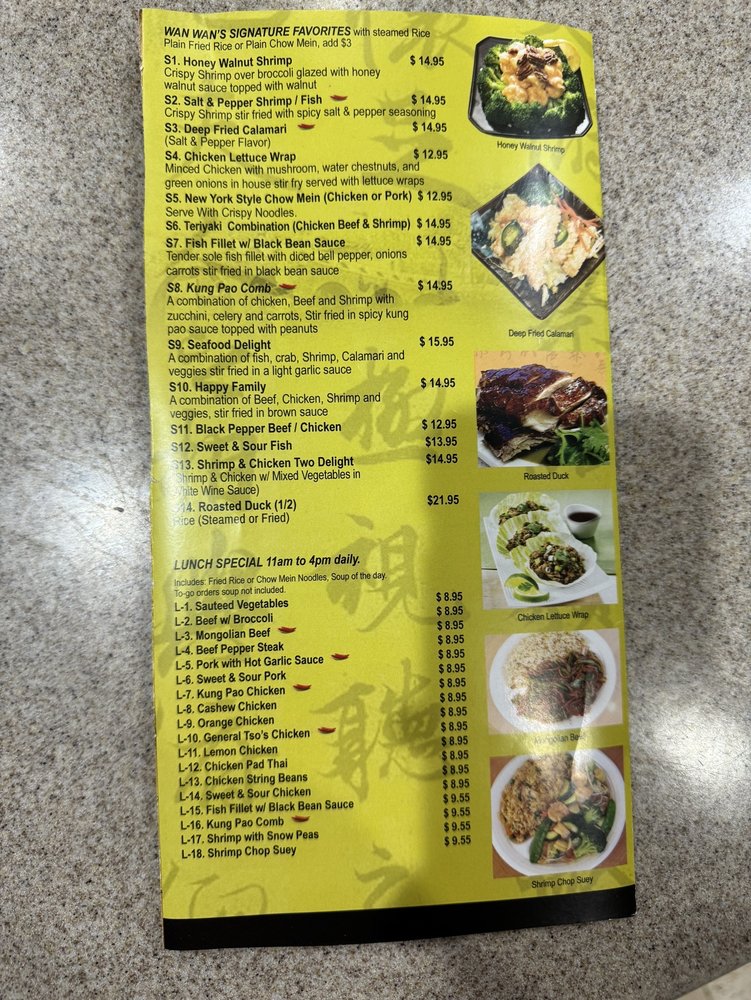 WAN WAN'S SIGNATURE FAVORITES with steamed Rice
Plain Fried Rice or Plain Chow Mein, add $3
S1. Honey Walnut Shrimp $ 14.95
Crispy Shrimp over broccoli glazed with honey
walnut sauce topped with walnut
S2. Salt & Pepper Shrimp / Fish $ 14.95
Crispy Shrimp stir fried with spicy salt & pepper seasoning
S3. Deep Fried Calamari $ 14.95
(Salt & Pepper Flavor)
S4. Chicken Lettuce Wrap $ 12.95
Minced Chicken with mushroom, water chestnuts, and
green onions in house stir fry served with lettuce wraps
S5. New York Style Chow Mein (Chicken or Pork) $ 12.95
Serve With Crispy Noodles.
S6. Teriyaki Combination (Chicken Beef & Shrimp) $ 14.95
S7. Fish Fillet w/ Black Bean Sauce $ 14.95
Tender sole fish fillet with diced bell pepper, onions
carrots stir fried in black bean sauce
S8. Kung Pao Comb $ 14.95
A combination of chicken, Beef and Shrimp with
zucchini, celery and carrots, Stir fried in spicy kung
pao sauce topped with peanuts
S9. Seafood Delight $ 15.95
A combination of fish, crab, Shrimp, Calamari and
veggies stir fried in a light garlic sauce
S10. Happy Family $ 14.95
A combination of Beef, Chicken, Shrimp and
veggies, stir fried in brown sauce
S11. Black Pepper Beef / Chicken $ 12.95
S12. Sweet & Sour Fish $13.95
S13. Shrimp & Chicken Two Delight $14.95
Shrimp & Chicken w/ Mixed Vegetables in
White Wine Sauce)
S14. Roasted Duck (1/2) $21.95
Rice (Steamed or Fried)
LUNCH SPECIAL 11am to 4pm daily.
Includes: Fried Rice or Chow Mein Noodles, Soup of the day.
To-go orders soup not included.
L-1. Sauteed Vegetables $ 8.95
L-2. Beef w/ Broccoli $ 8.95
L-3. Mongolian Beef $ 8.95
L-4. Beef Pepper Steak $ 8.95
L-5. Pork with Hot Garlic Sauce $ 8.95
L-6. Sweet & Sour Pork $ 8.95
L-7. Kung Pao Chicken $ 8.95
L-8. Cashew Chicken $ 8.95
L-9. Orange Chicken $ 8.95
L-10. General Tso's Chicken $ 8.95
L-11. Lemon Chicken $ 8.95
L-12. Chicken Pad Thai $ 8.95
L-13. Chicken String Beans $ 8.95
L-14. Sweet & Sour Chicken $ 8.95
L-15. Fish Fillet w/ Black Bean Sauce $ 9.55
L-16. Kung Pao Comb $ 9.55
L-17. Shrimp with Snow Peas $ 9.55
L-18. Shrimp Chop Suey $ 9.55
Honey Walnut Shrimp
Deep Fried Calamari
Roasted Duck
Chicken Lettuce Wrap
Mongolian Beef
Shrimp Chop Suey
極
視
聽